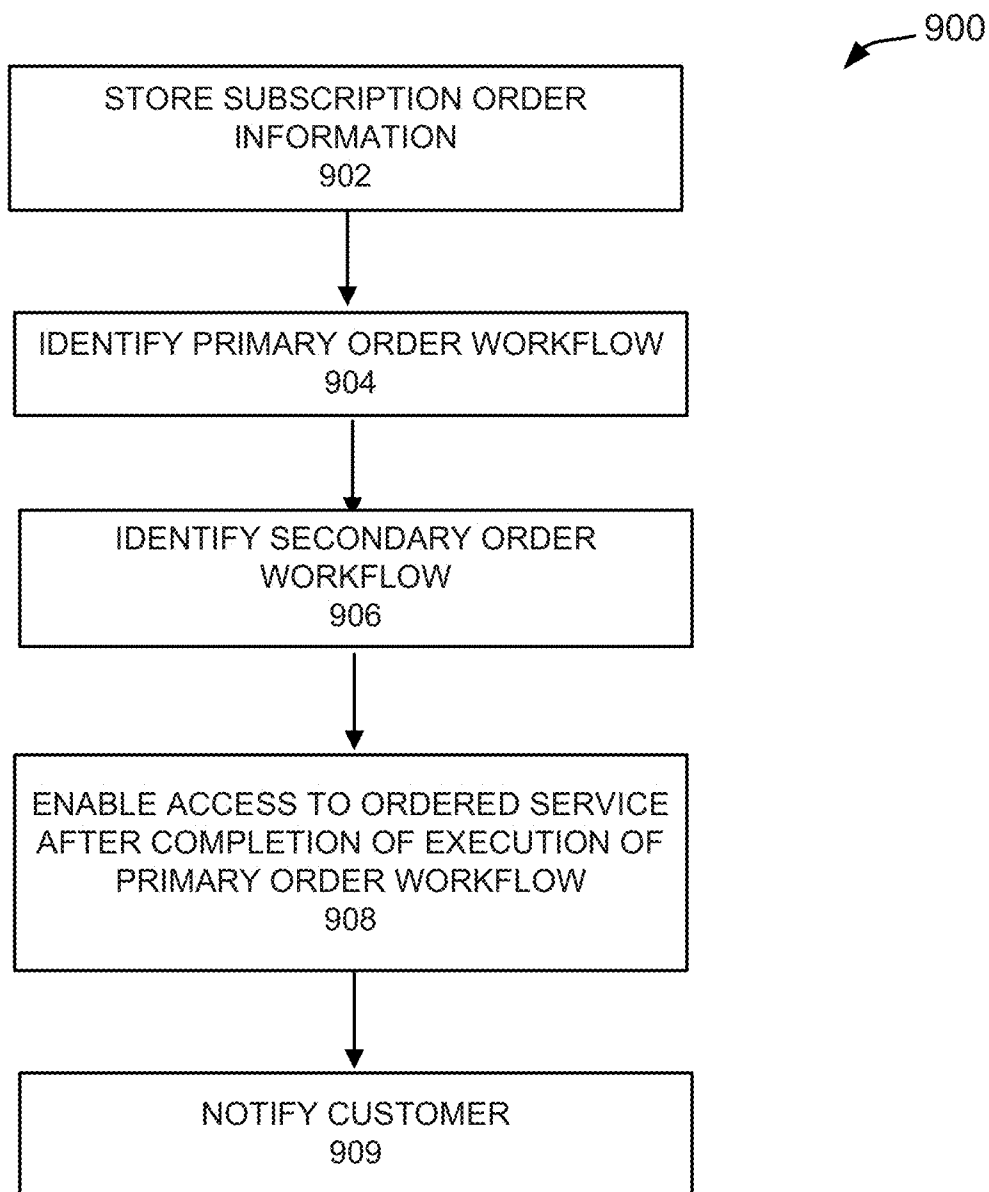 900
STORE SUBSCRIPTION ORDER
INFORMATION
902
IDENTIFY PRIMARY ORDER WORKFLOW
904
IDENTIFY SECONDARY ORDER
WORKFLOW
906
ENABLE ACCESS TO ORDERED SERVICE
AFTER COMPLETION OF EXECUTION OF
PRIMARY ORDER WORKFLOW
908
NOTIFY CUSTOMER
909